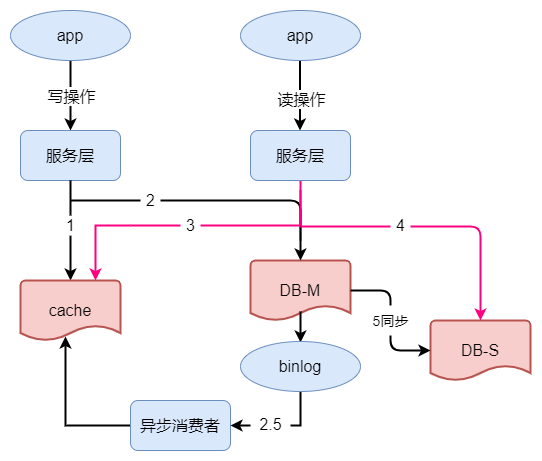 app
app
写操作
读操作
服务层
服务层
2
1
3
4
cache
DB-M
5同步
DB-S
binlog
异步消费者
2.5